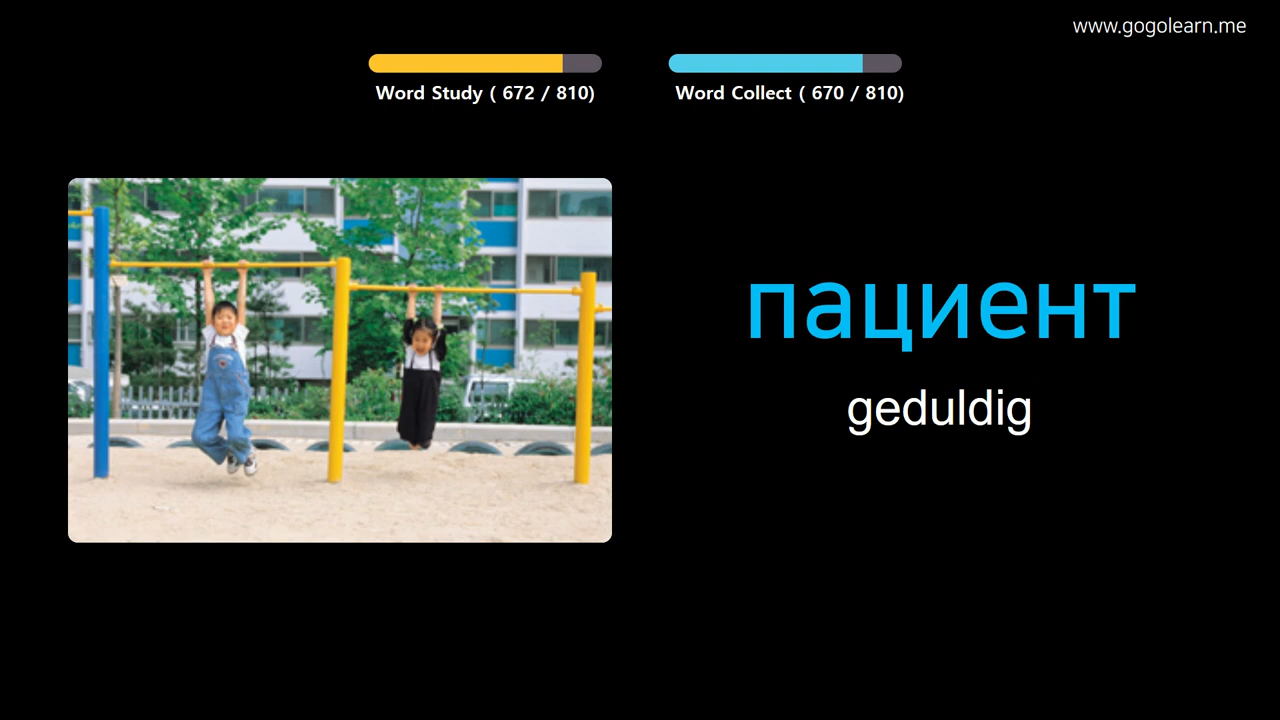 www.gogolearn.me
Word Study ( 672 / 810)
Word Collect ( 670 / 810)
пациент
geduldig